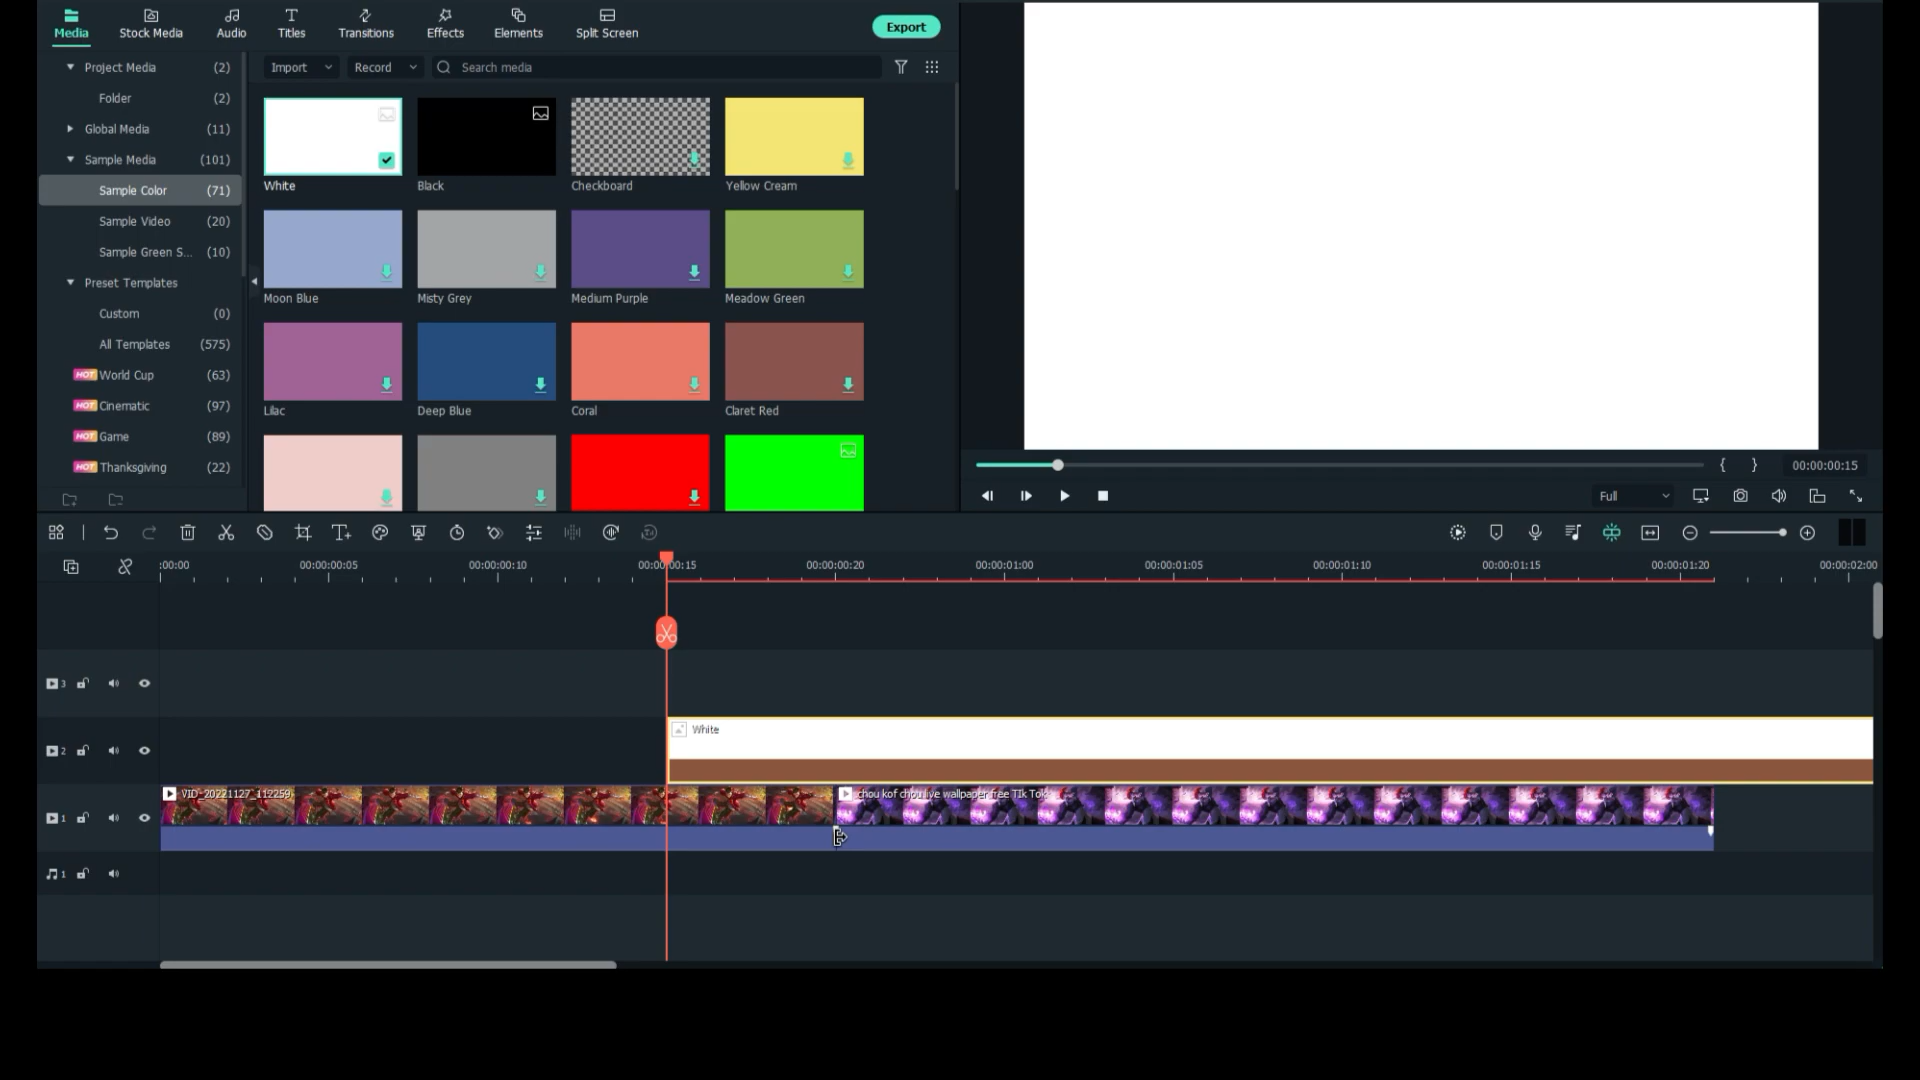 Media
Stock Media
Audio
Titles
Transitions
Effects
Elements
Split Screen
Export
Project Media (2)
Folder (2)
Global Media (11)
Sample Media (101)
Sample Color (71)
Sample Video (20)
Sample Green S... (10)
Preset Templates
Custom (0)
All Templates (575)
HOT World Cup (63)
HOT Cinematic (97)
HOT Game (89)
HOT Thanksgiving (22)
Import
Record
Search media
White
Black
Checkboard
Yellow Cream
Moon Blue
Misty Grey
Medium Purple
Meadow Green
Lilac
Deep Blue
Coral
Claret Red
{ } 00:00:00:15
Full
:00:00
00:00:00:05
00:00:00:10
00:00:00:15
00:00:00:20
00:00:01:00
00:00:01:05
00:00:01:10
00:00:01:15
00:00:01:20
00:00:02:00
3
2
White
1
VID_20221127_112259
chou kof chou live wallpaper free TIk Tok
1